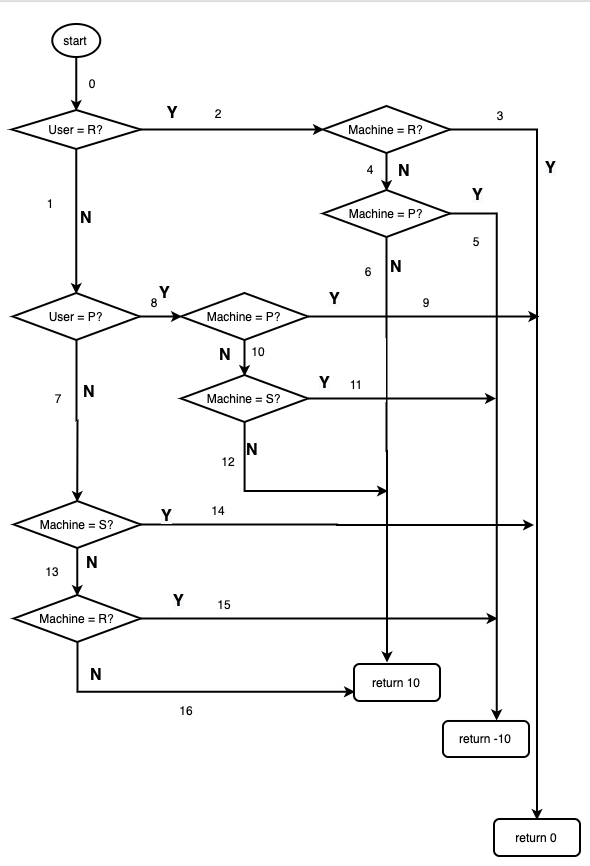 start
0
User = R?
Y
2
Machine = R?
3
Y
4
N
1
N
Machine = P?
Y
5
6
N
User = P?
8
Y
Machine = P?
Y
9
N
10
7
N
Machine = S?
Y
11
12
N
Machine = S?
Y
14
13
N
Machine = R?
Y
15
N
16
return 10
return -10
return 0